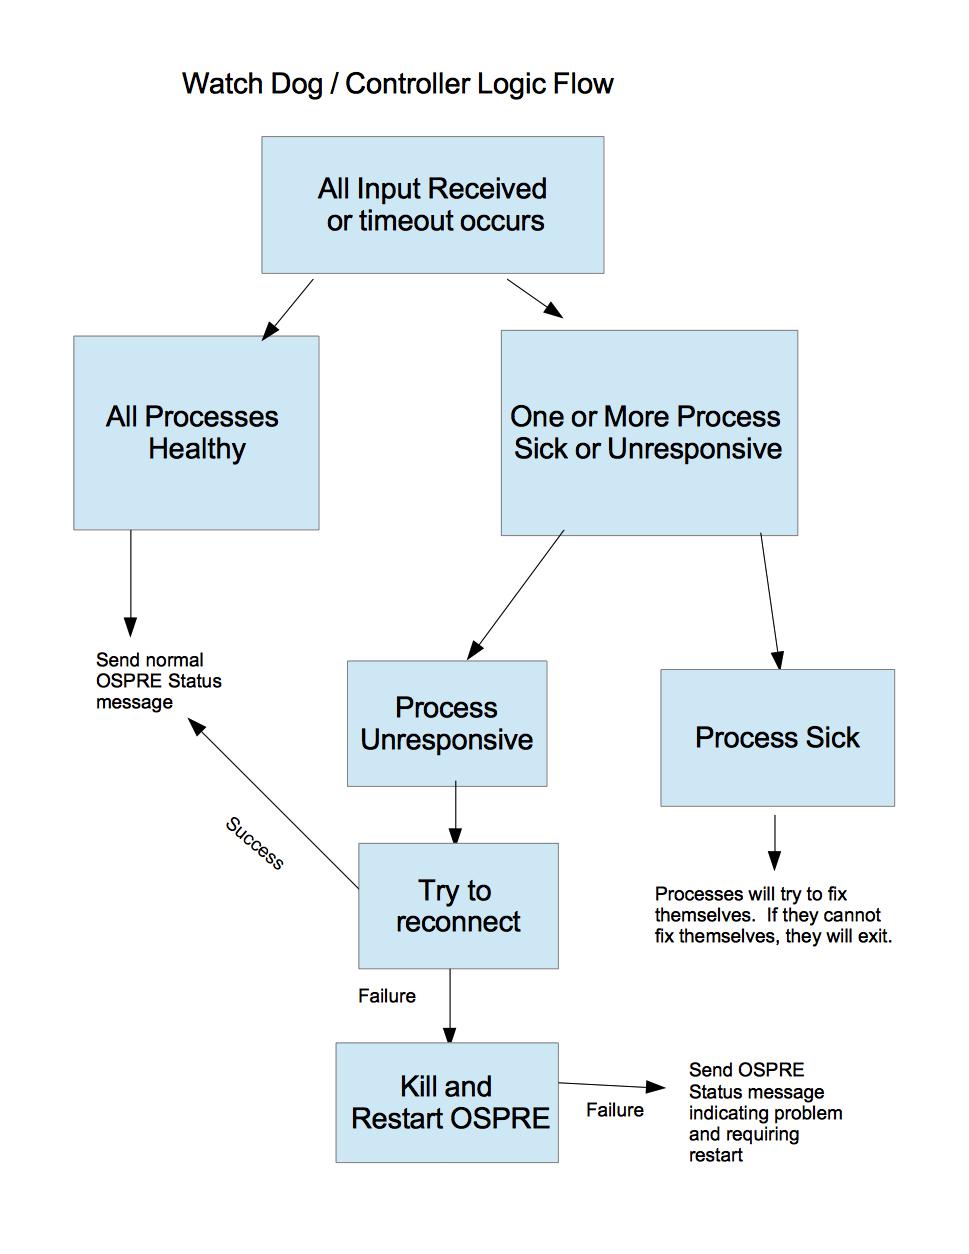 Watch Dog / Controller Logic Flow
All Input Received
or timeout occurs
All Processes
Healthy
One or More Process
Sick or Unresponsive
Send normal
OSPRE Status
message
Process
Unresponsive
Process Sick
Success
Try to
reconnect
Processes will try to fix
themselves. If they cannot
fix themselves, they will exit.
Failure
Kill and
Restart OSPRE
Failure
Send OSPRE
Status message
indicating problem
and requiring
restart